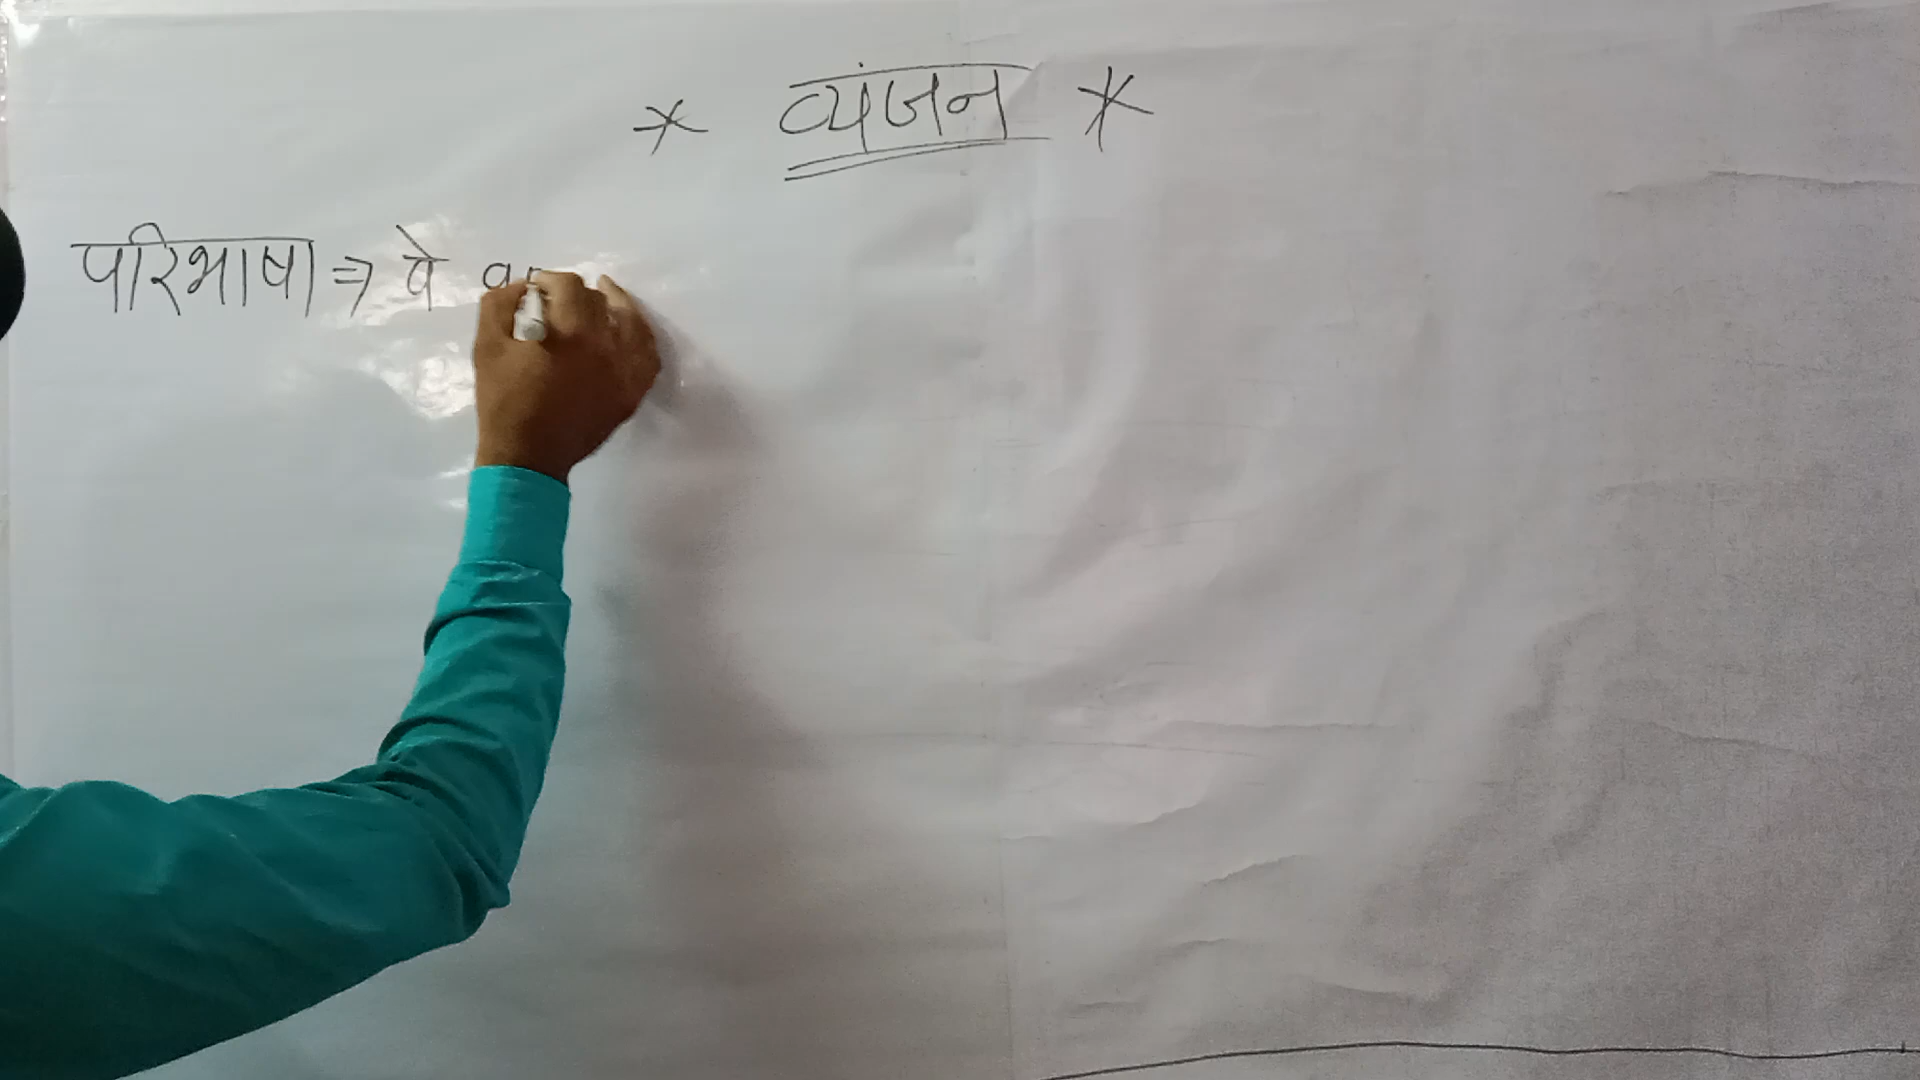 * व्यंजन *
परिभाषा ⇒ वे